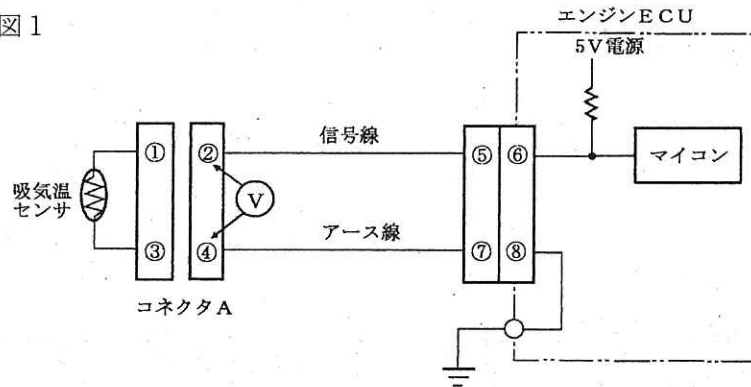 図1
エンジンECU
5V電源
① ② 信号線 ⑤ ⑥ マイコン
吸気温
センサ
V
③ ④ アース線 ⑦ ⑧
コネクタA